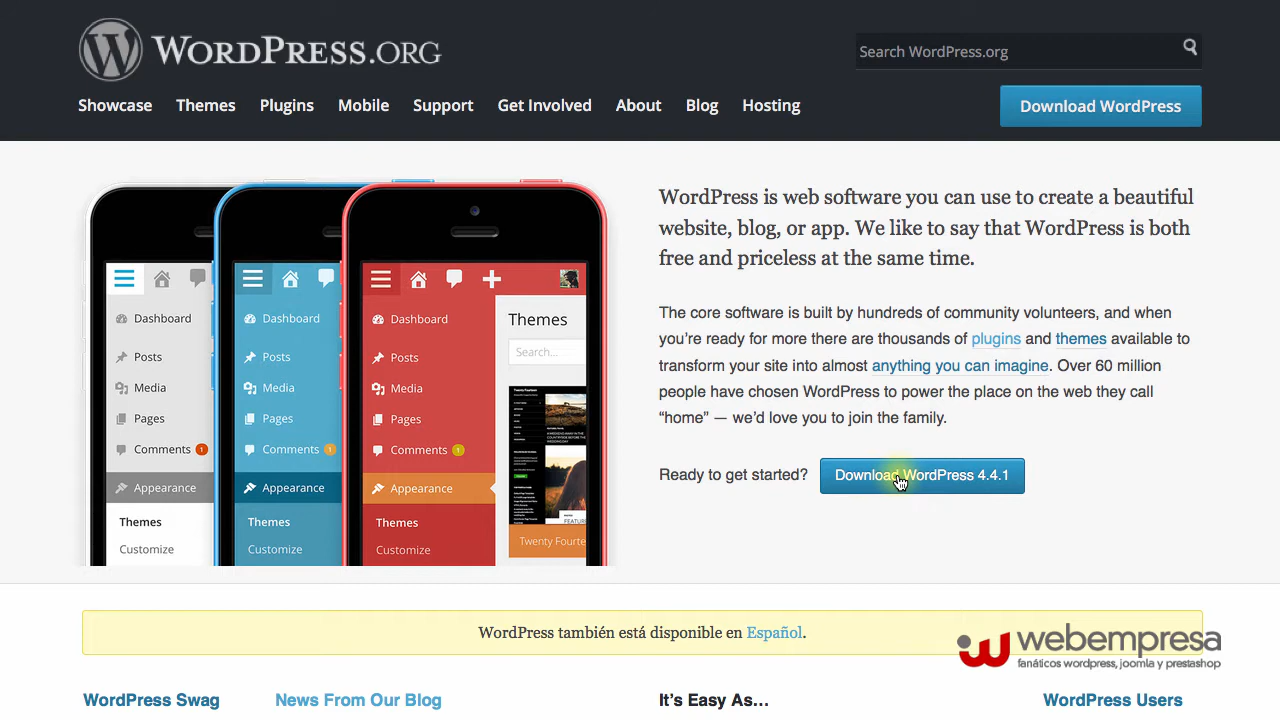 WORDPRESS.ORG
Search WordPress.org
Showcase Themes Plugins Mobile Support Get Involved About Blog Hosting
Download WordPress
WordPress is web software you can use to create a beautiful
website, blog, or app. We like to say that WordPress is both
free and priceless at the same time.
The core software is built by hundreds of community volunteers, and when
you’re ready for more there are thousands of plugins and themes available to
transform your site into almost anything you can imagine. Over 60 million
people have chosen WordPress to power the place on the web they call
“home” — we’d love you to join the family.
Ready to get started? Download WordPress 4.4.1
Dashboard
Posts
Media
Pages
Comments 1
Appearance
Themes
Customize
Dashboard
Posts
Media
Pages
Comments 1
Appearance
Themes
Customize
Dashboard
Posts
Media
Pages
Comments 1
Appearance
Themes
Customize
Themes
Search...
Twenty Fourte
WordPress también está disponible en Español.
webempresa
fanáticos wordpress, joomla y prestashop
WordPress Swag
News From Our Blog
It’s Easy As…
WordPress Users